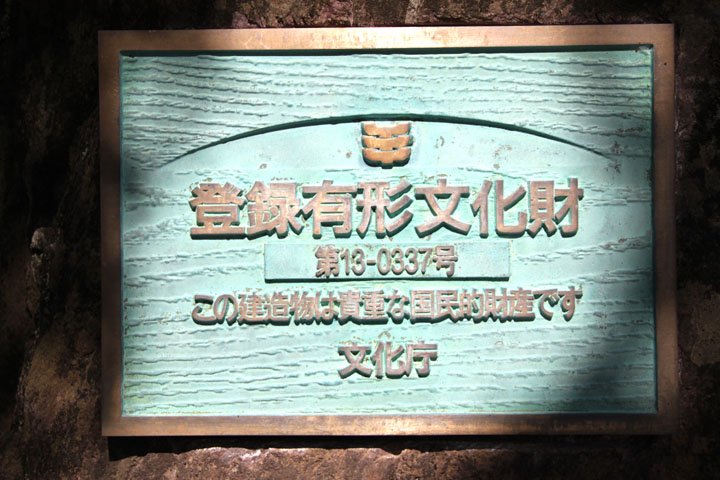 登録有形文化財
第13-0337号
この建造物は貴重な国民的財産です
文化庁